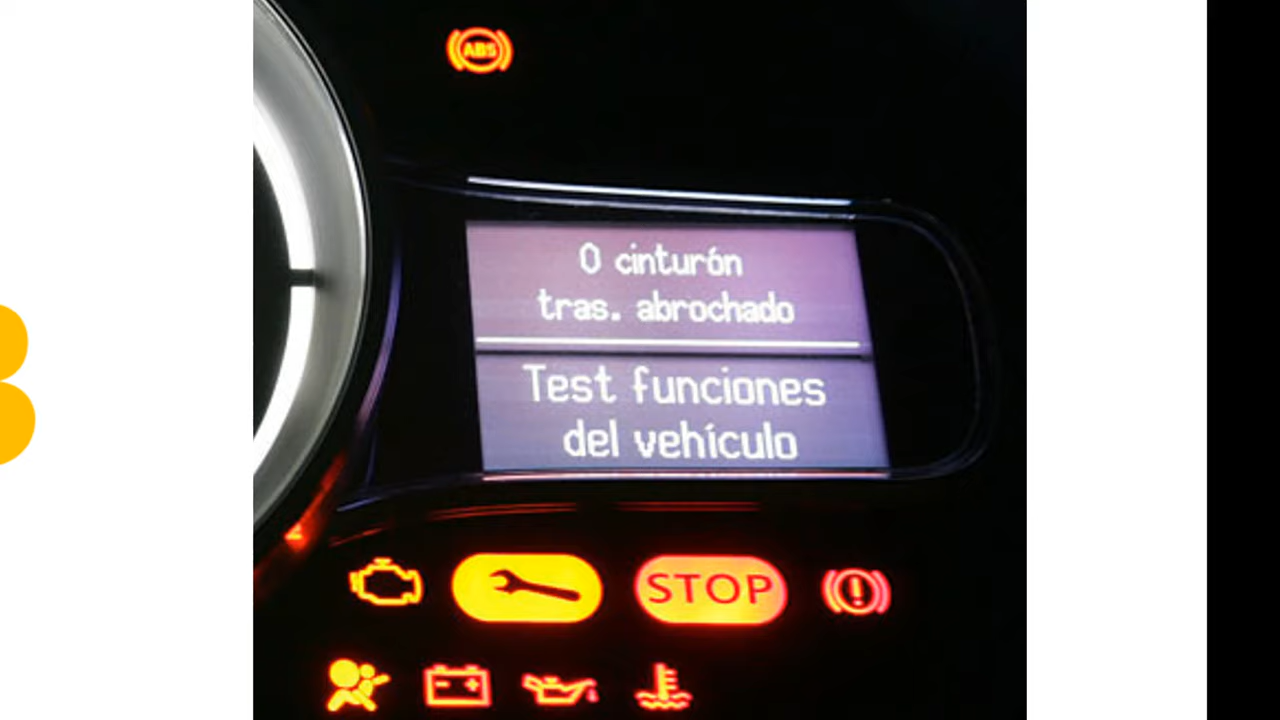 ABS
0 cinturón
tras. abrochado
Test funciones
del vehículo
STOP